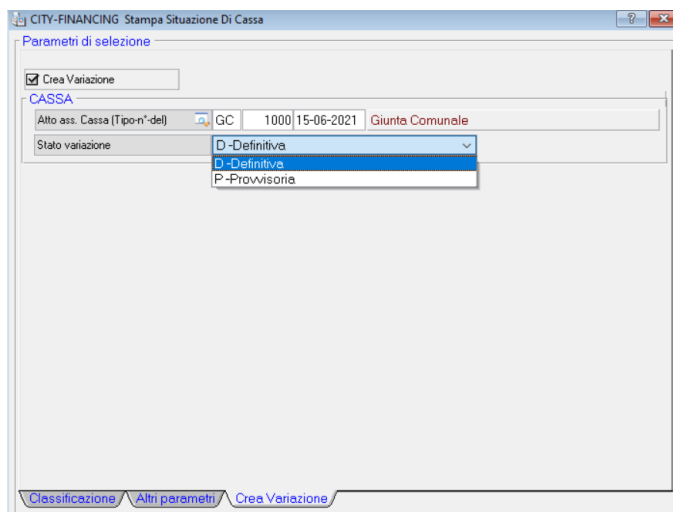 CITY-FINANCING Stampa Situazione Di Cassa
Parametri di selezione
Crea Variazione
CASSA
Atto ass. Cassa (Tipo-n°-del) GC 1000 15-06-2021 Giunta Comunale
Stato variazione D -Definitiva
D -Definitiva
P -Provvisoria
Classificazione Altri parametri Crea Variazione